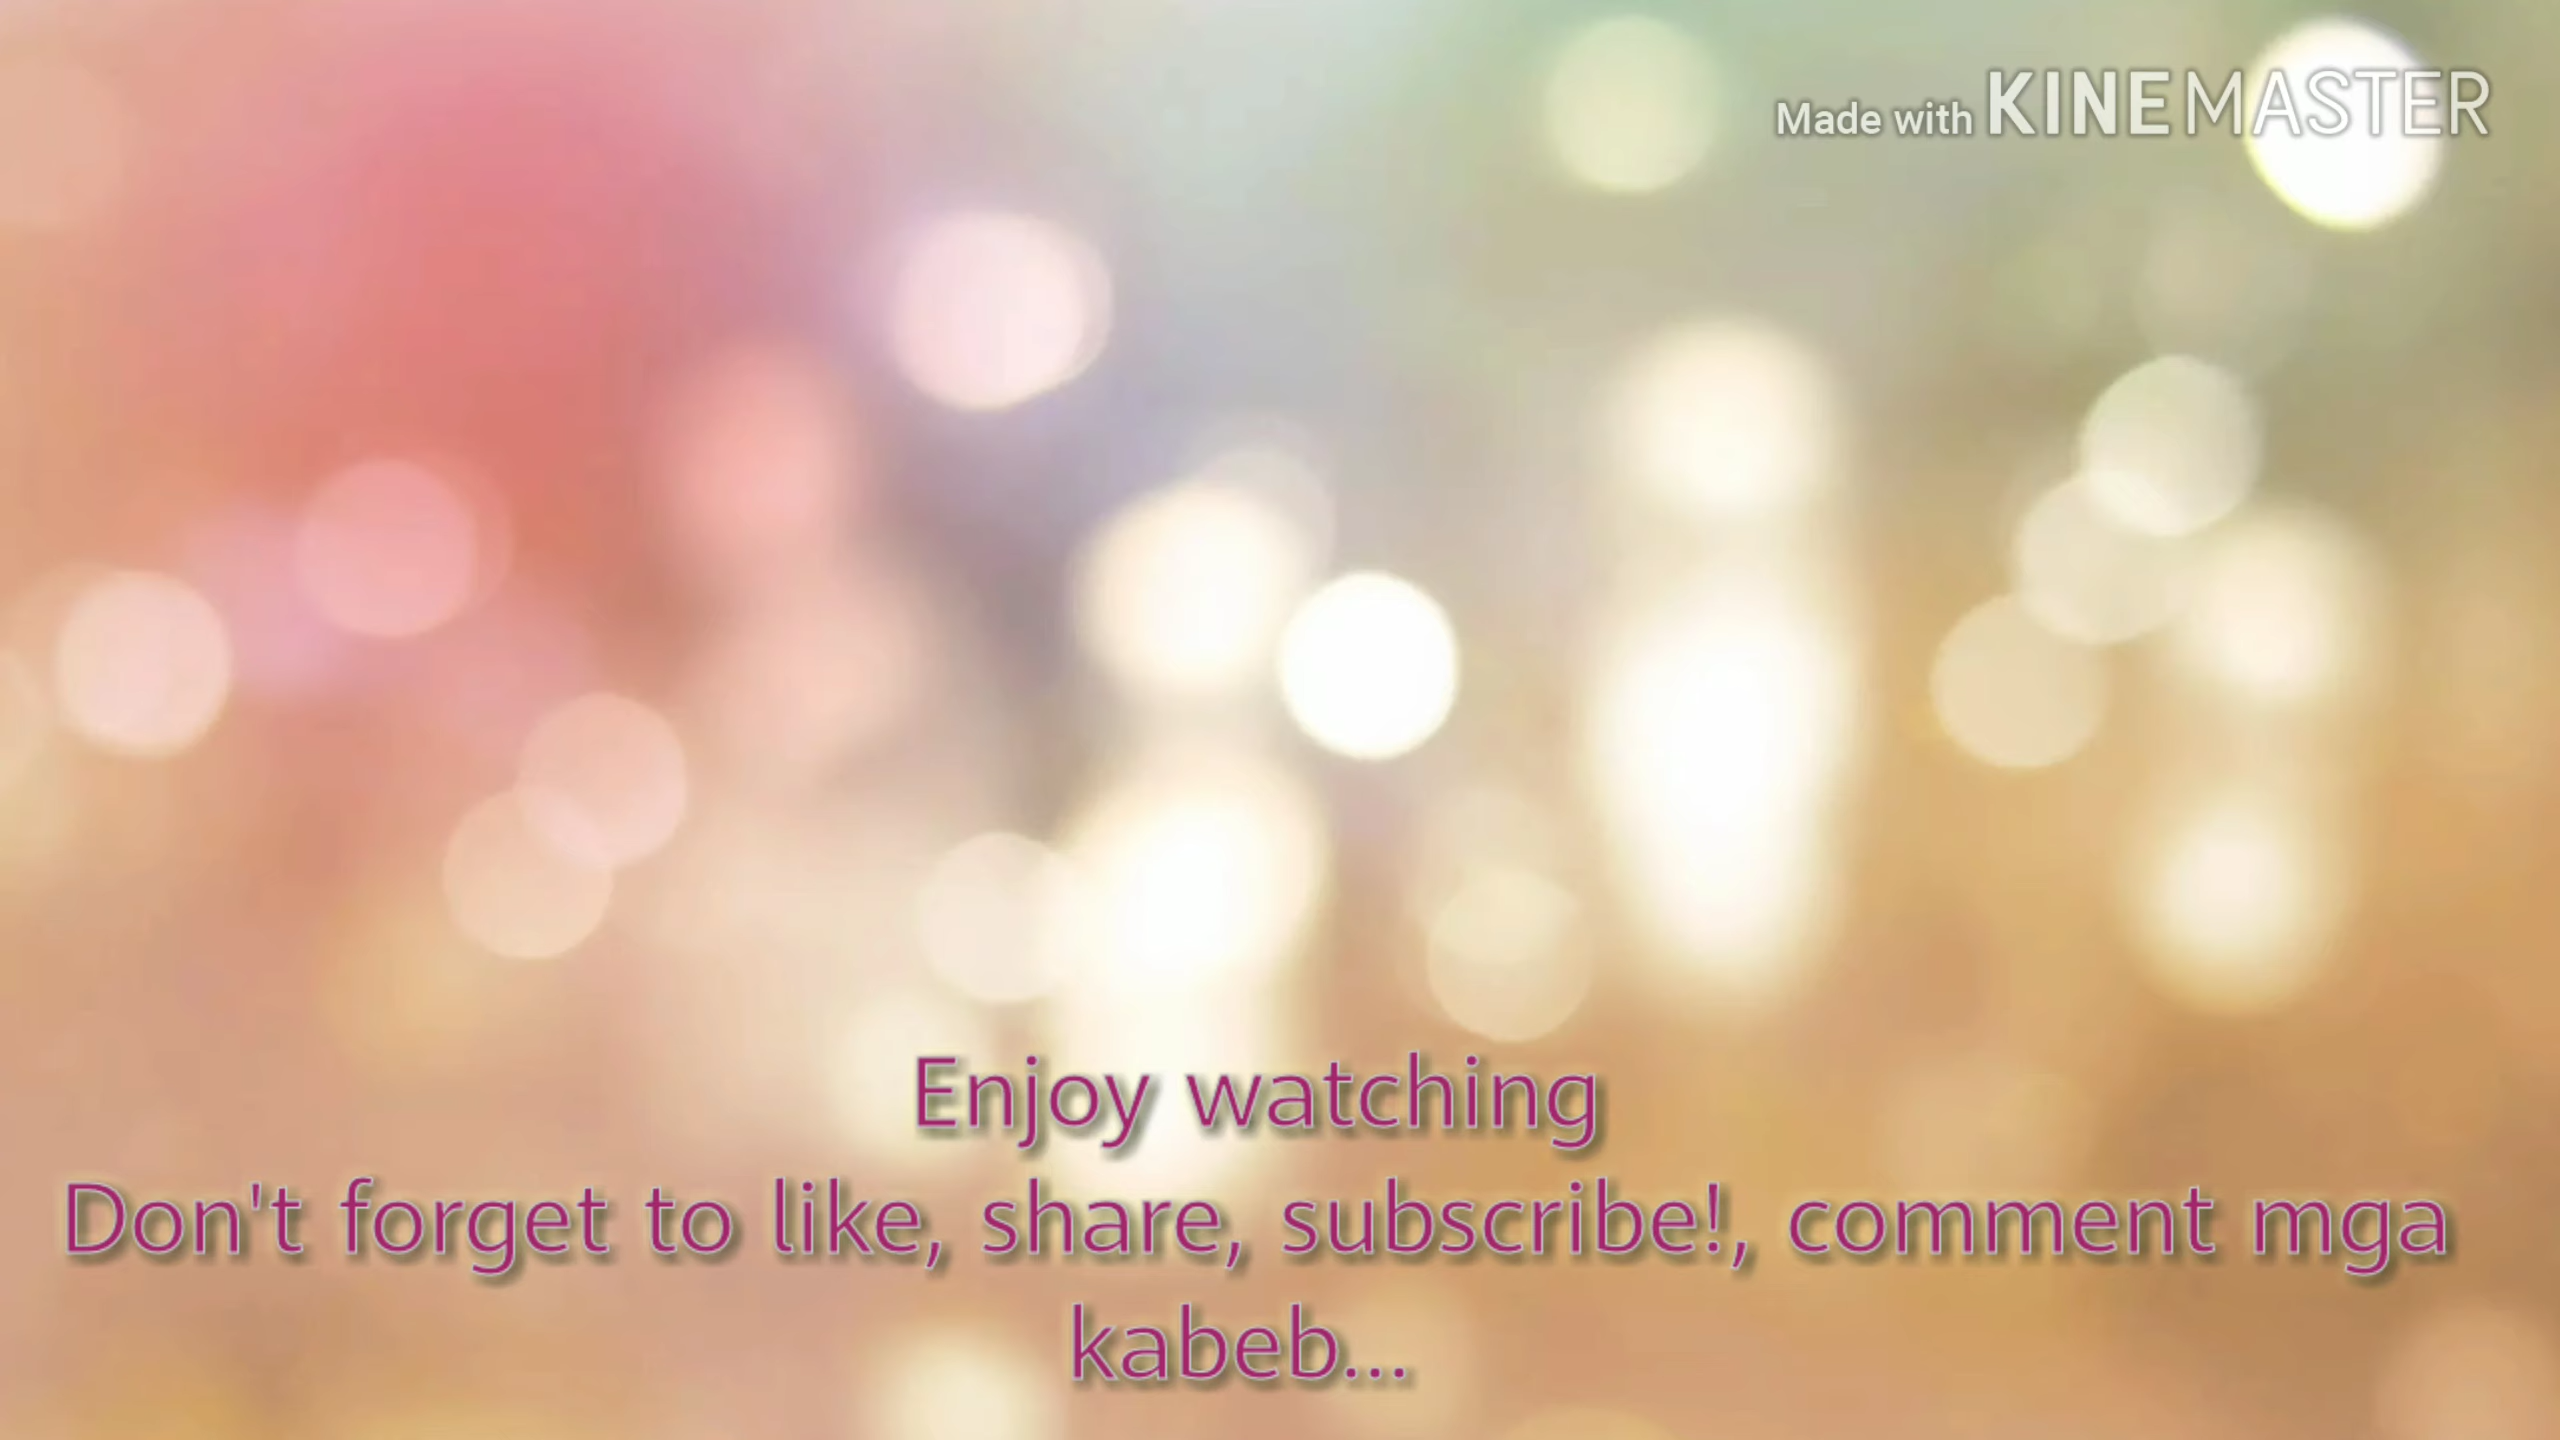 Made with KINEMASTER
Enjoy watching
Don't forget to like, share, subscribe!, comment mga
kabeb...